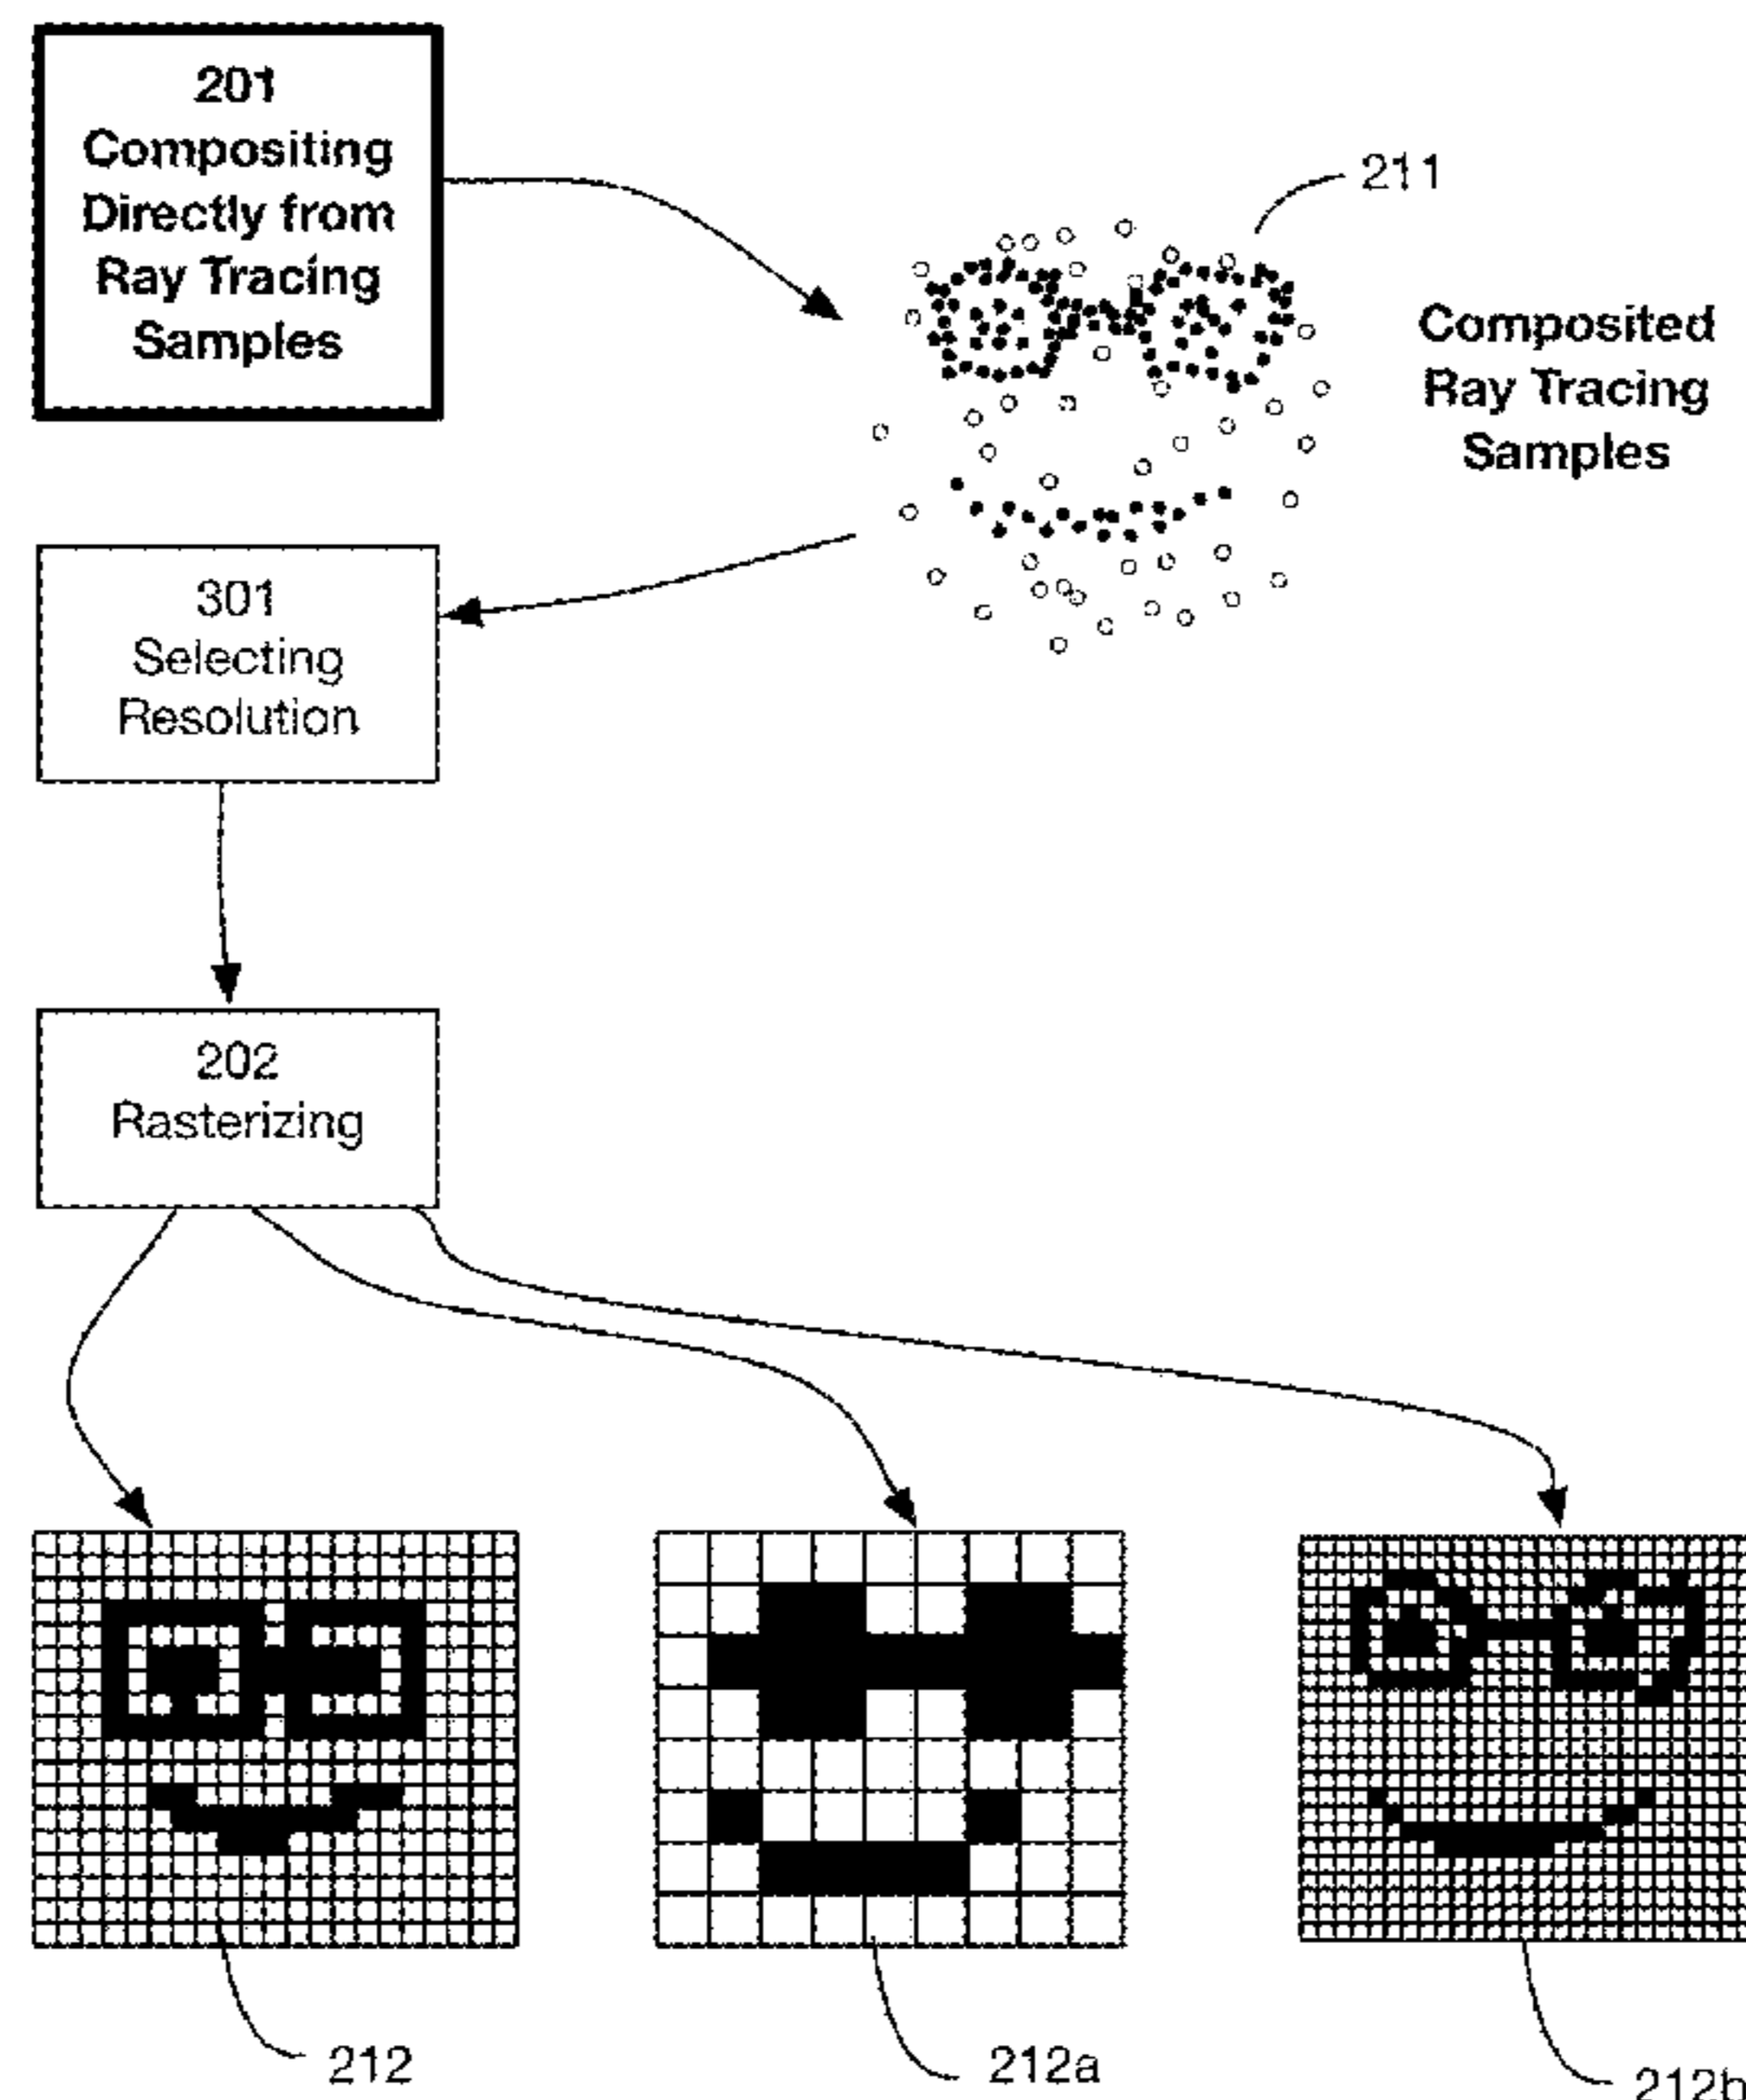 201
Compositing
Directly from
Ray Tracing
Samples
211
Composited
Ray Tracing
Samples
301
Selecting
Resolution
202
Rasterizing
212
212a
212b